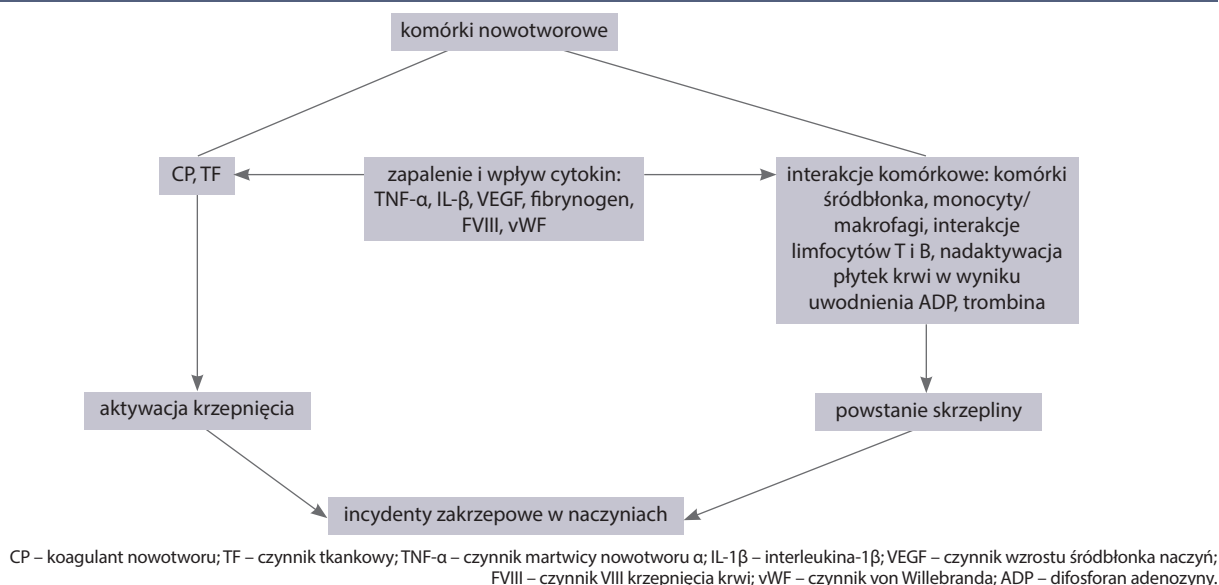 komórki nowotworowe
CP, TF
zapalenie i wpływ cytokin:
TNF-α, IL-β, VEGF, fibrynogen,
FVIII, vWF
interakcje komórkowe: komórki
śródbłonka, monocyty/
makrofagi, interakcje
limfocytów T i B, nadaktywacja
płytek krwi w wyniku
uwodnienia ADP, trombina
aktywacja krzepnięcia
powstanie skrzepliny
incydenty zakrzepowe w naczyniach
CP – koagulant nowotworu; TF – czynnik tkankowy; TNF-α – czynnik martwicy nowotworu α; IL-1β – interleukina-1β; VEGF – czynnik wzrostu śródbłonka naczyń;
FVIII – czynnik VIII krzepnięcia krwi; vWF – czynnik von Willebranda; ADP – difosforan adenozyny,